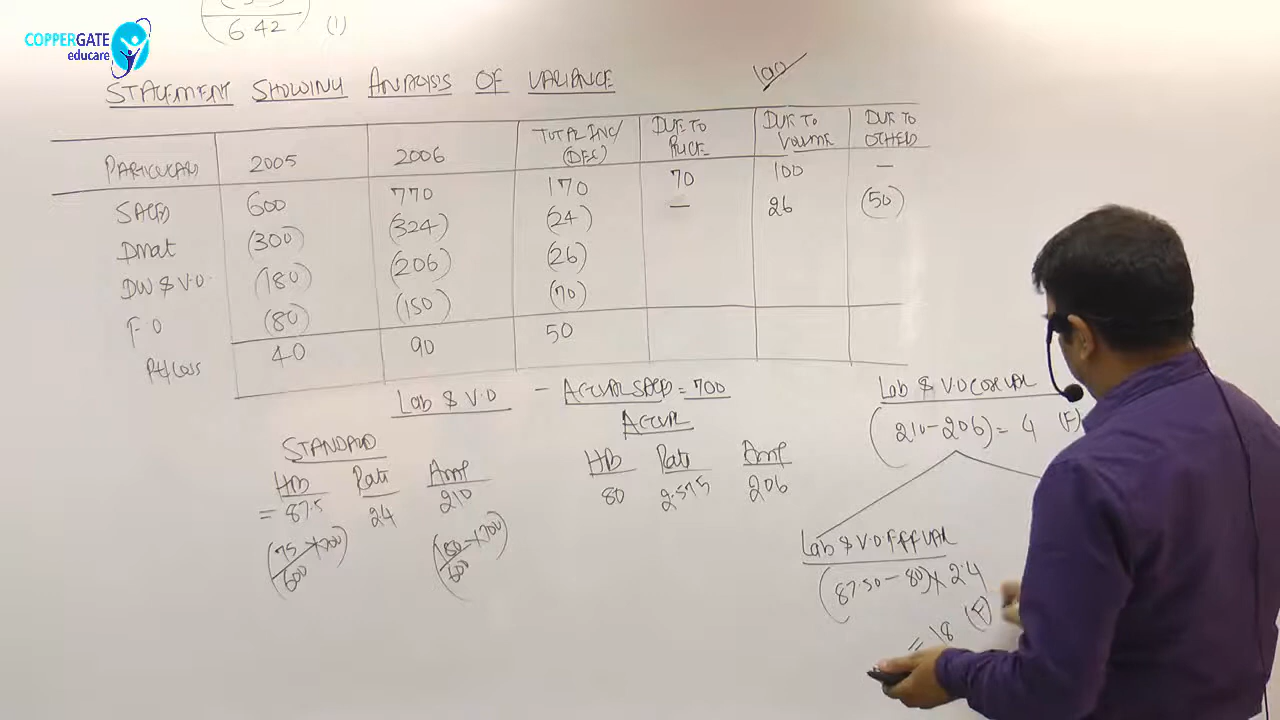 642 (1)
COPPERGATE
educare
STATEMENT SHOWING ANALYSIS OF VARIANCE 100
PARTICULARS 2005 2006 TOTAL INC/(DEC) DUE TO PRICE DUE TO VOLUME DUE TO OTHERS
SALES 600 770 170 70 100 —
Dmat (300) (324) (24) — 26 (50)
DW & V.O. (180) (206) (26)
F O (80) (150) (70)
Pft/Loss 40 90 50
Lab & V.O — ACTUAL SALES = 700
STANDARD
Hrs Rate Amt
= 87.5 24 210
(75/600 × 700) (180/600 × 700)
ACTUAL
Hrs Rate Amt
80 2.575 206
Lab & V.O COST VAR
(210 - 206) = 4 (F)
Lab & V.O EFF VAR
(87.50 - 80) × 2.4
= 18 (F)